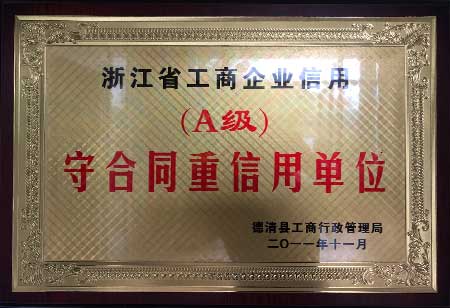 浙江省工商企业信用
(A级)
守合同重信用单位
德清县工商行政管理局
二〇一一年十一月